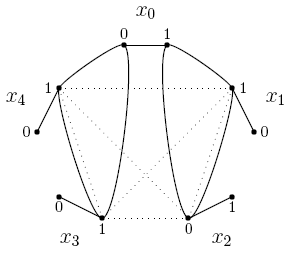 x₀
0 1
x₄ 1 1 x₁
0 0
0 1
x₃ 1 0 x₂